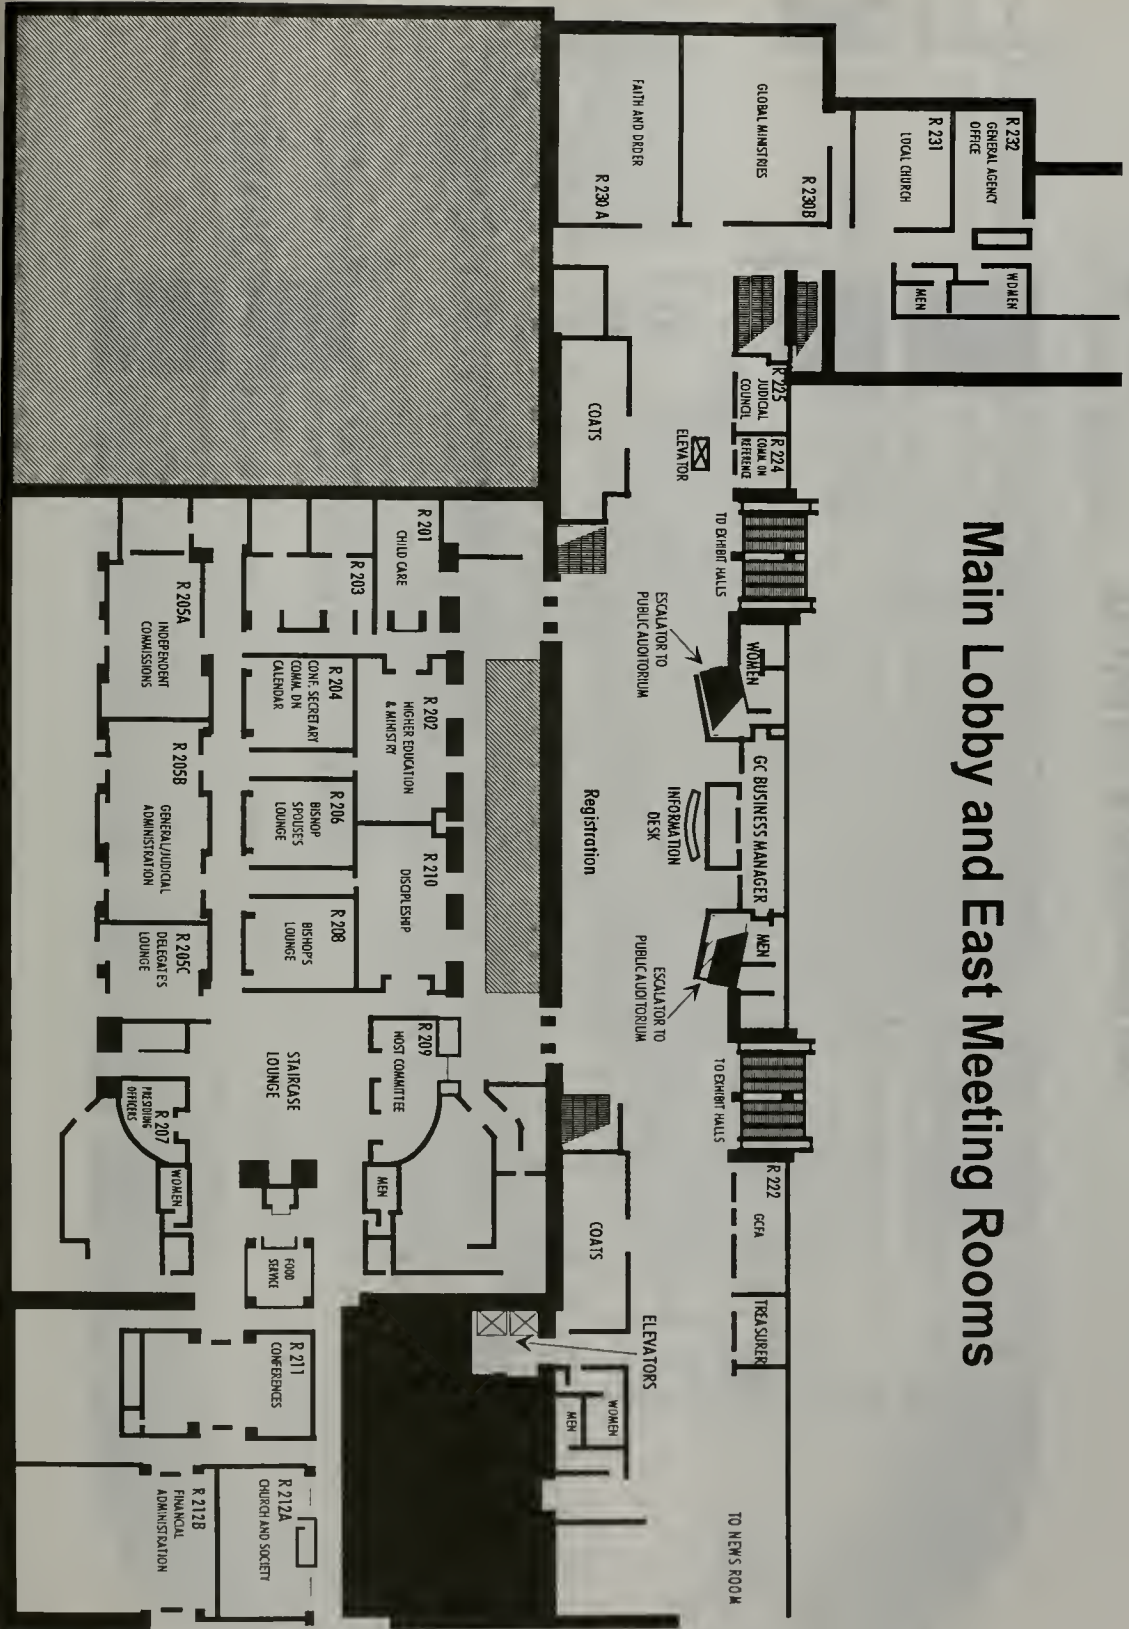 Main Lobby and East Meeting Rooms
R 232
GENERAL AGENCY
OFFICE
R 231
LOCAL CHURCH
WOMEN
MEN
GLOBAL MINISTRIES
R 230B
FAITH AND ORDER
R 230 A
R 225
JUDICIAL
COUNCIL
R 224
COMM. ON
REFERENCE
ELEVATOR
COATS
TO EXHIBIT HALLS
ESCALATOR TO
PUBLIC AUDITORIUM
WOMEN
GC BUSINESS MANAGER
INFORMATION
DESK
Registration
MEN
ESCALATOR TO
PUBLIC AUDITORIUM
TO EXHIBIT HALLS
R 222
GCFA
TREASURER
COATS
ELEVATORS
WOMEN
MEN
TO NEWS ROOM
R 201
CHILD CARE
R 203
R 202
HIGHER EDUCATION
& MINISTRY
R 210
DISCIPLESHIP
R 204
CONF. SECRETARY
COMM. ON
CALENDAR
R 206
BISHOP
SPOUSE'S
LOUNGE
R 208
BISHOP'S
LOUNGE
R 205A
INDEPENDENT
COMMISSIONS
R 205B
GENERAL/JUDICIAL
ADMINISTRATION
R 205C
DELEGATE'S
LOUNGE
R 209
HOST COMMITTEE
STAIRCASE
LOUNGE
R 207
PRESIDING
OFFICERS
MEN
WOMEN
FOOD
SERVICE
R 211
CONFERENCES
R 212A
CHURCH AND SOCIETY
R 212B
FINANCIAL
ADMINISTRATION